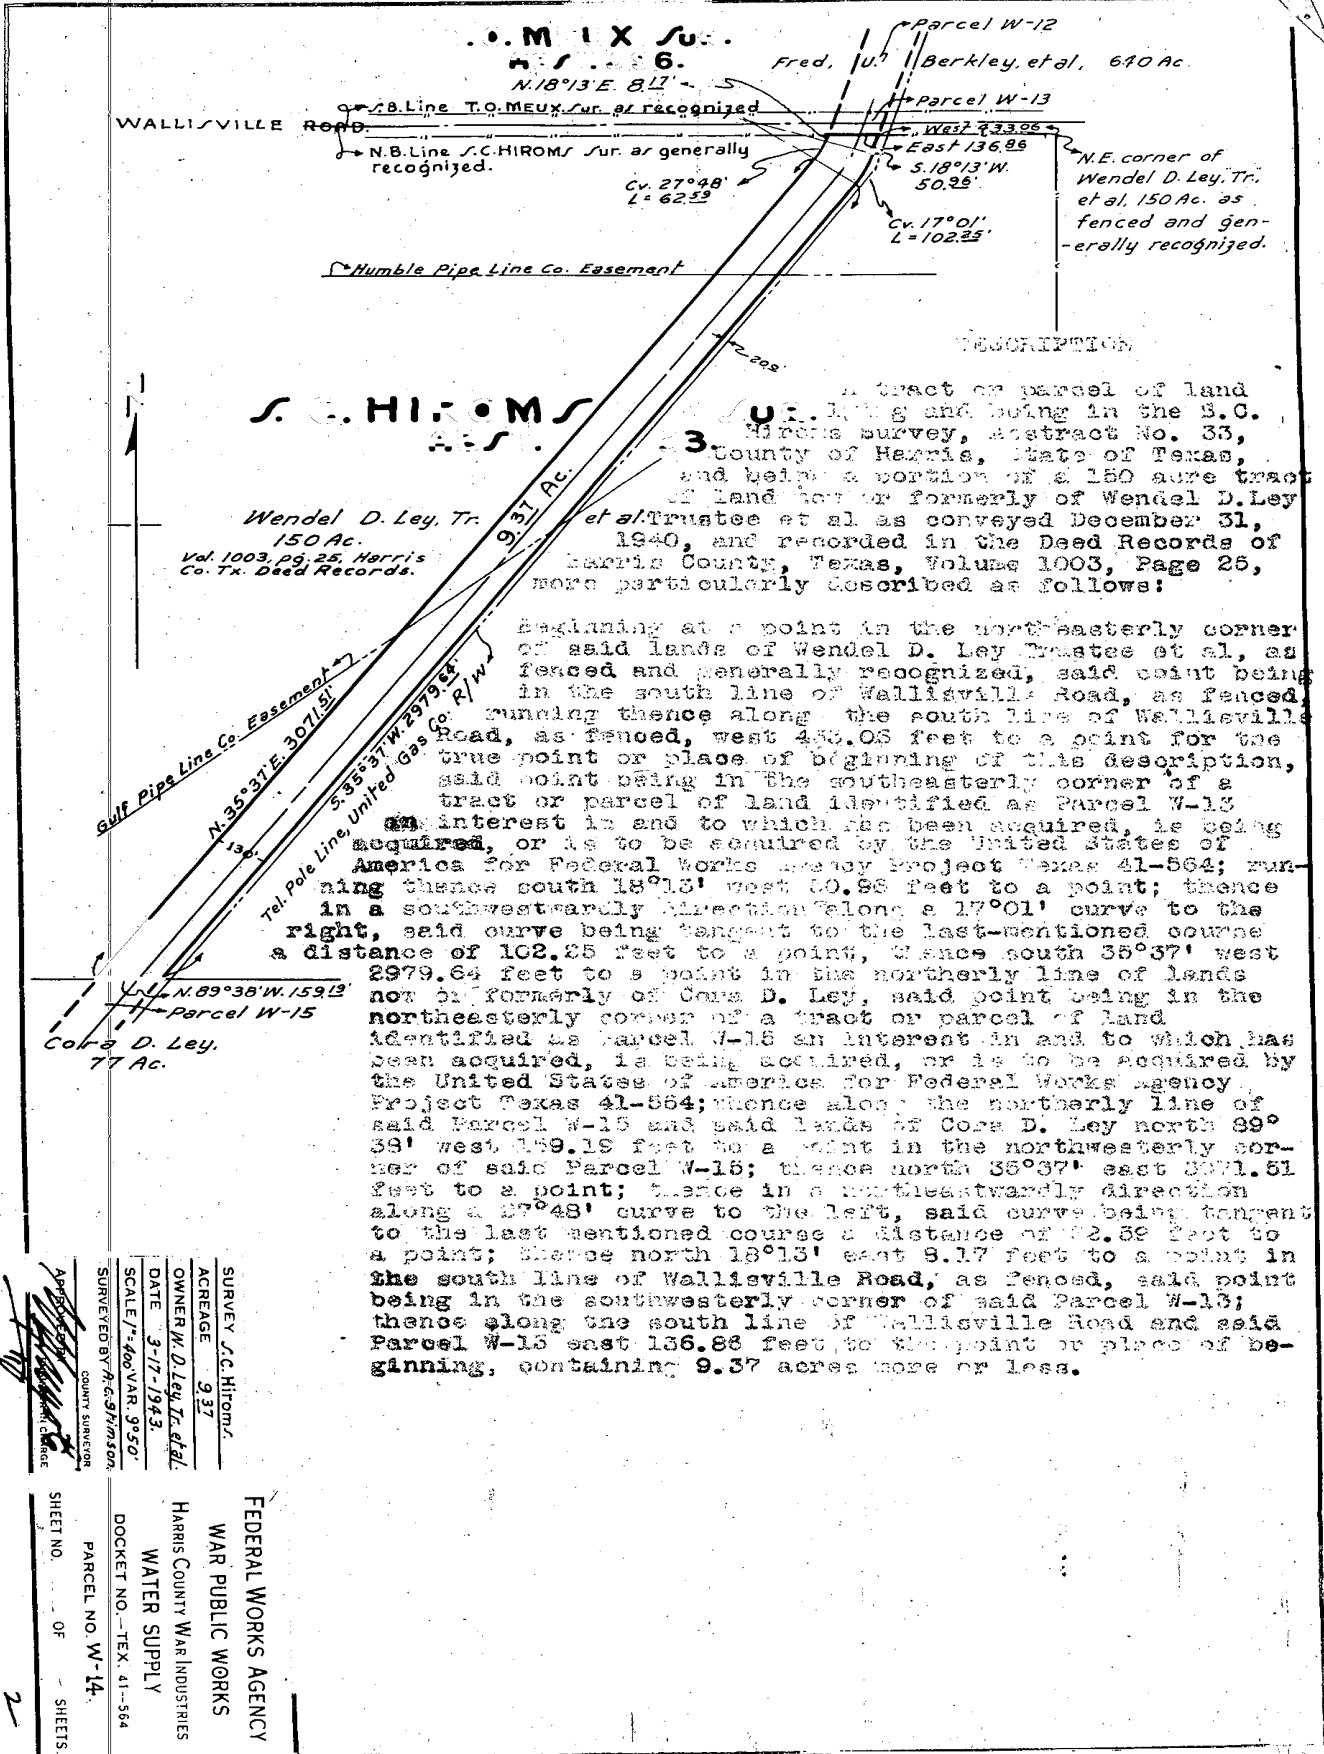 Parcel W-12
Fred, Berkley, et al, 640 Ac.
N.18°13'E. 8.17'
S.B. Line T.O. MEUX Sur. as recognized
Parcel W-13
WALLISVILLE ROAD.
West 433.06
N.B. Line S.C. HIROMS Sur. as generally
recognized.
East 136.86
S.18°13'W.
50.96'
N.E. corner of
Wendel D. Ley, Tr.,
et al, 150 Ac. as
fenced and gen-
-erally recognized.
Cv. 27°48'
L = 62.59
Cv. 17°01'
L = 102.25'
Humble Pipe Line Co. Easement
DESCRIPTION
S. C. HIROMS SUR.
A tract or parcel of land
lying and being in the S.C.
Hiroms Survey, Abstract No. 33,
County of Harris, State of Texas,
and being a portion of a 150 acre tract
of land now or formerly of Wendel D.Ley
et al. Trustee et al as conveyed December 31,
1940, and recorded in the Deed Records of
Harris County, Texas, Volume 1003, Page 25,
more particularly described as follows:
Wendel D. Ley, Tr.
150 Ac.
Vol. 1003, pg. 25, Harris
Co. Tx. Deed Records.
9.37 Ac.
Beginning at a point in the northeasterly corner
of said lands of Wendel D. Ley Trustee et al, as
fenced and generally recognized, said point being
in the south line of Wallisville Road, as fenced,
running thence along the south line of Wallisville
Road, as fenced, west 433.06 feet to a point for the
true point or place of beginning of this description,
said point being in the southeasterly corner of a
tract or parcel of land identified as Parcel W-13
an interest in and to which has been acquired, is being
acquired, or is to be acquired by the United States of
America for Federal Works Agency Project Texas 41-564; run-
ning thence south 18°13' west 50.96 feet to a point; thence
in a southwestwardly direction along a 17°01' curve to the
right, said curve being tangent to the last-mentioned course
a distance of 102.25 feet to a point, thence south 35°37' west
2979.64 feet to a point in the northerly line of lands
now or formerly of Cora D. Ley, said point being in the
northeasterly corner of a tract or parcel of land
identified as Parcel W-15 an interest in and to which has
been acquired, is being acquired, or is to be acquired by
the United States of America for Federal Works Agency
Project Texas 41-564; thence along the northerly line of
said Parcel W-15 and said lands of Cora D. Ley north 89°
38' west 159.19 feet to a point in the northwesterly cor-
ner of said Parcel W-15; thence north 35°37' east 3071.51
feet to a point; thence in a northeastwardly direction
along a 27°48' curve to the left, said curve being tangent
to the last mentioned course a distance of 62.59 feet to
a point; thence north 18°13' east 8.17 feet to a point in
the south line of Wallisville Road, as fenced, said point
being in the southwesterly corner of said Parcel W-13;
thence along the south line of Wallisville Road and said
Parcel W-13 east 136.86 feet to the point or place of be-
ginning, containing 9.37 acres more or less.
Gulf Pipe Line Co. Easement
N. 35°37'E. 3071.51'
S.35°37'W. 2979.64'
Tel. Pole Line, United Gas Co. R/W
130'
N.89°38'W. 159.19'
Parcel W-15
Cora D. Ley.
77 Ac.
SURVEY S.C. Hiroms.
ACREAGE 9.37
OWNER W.D. Ley, Tr. et al.
DATE 3-17-1943.
SCALE 1"=400' VAR. 9°50'
SURVEYED BY A.G. Stimson
COUNTY SURVEYOR
FEDERAL WORKS AGENCY
WAR PUBLIC WORKS
HARRIS COUNTY WAR INDUSTRIES
WATER SUPPLY
DOCKET NO.—TEX. 41--564
PARCEL NO. W-14.
SHEET NO. OF SHEETS.
2